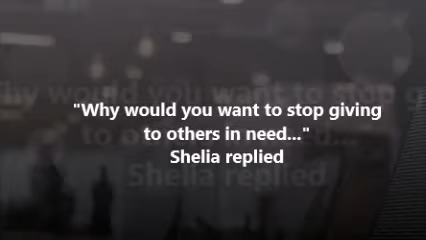 "Why would you want to stop giving
to others in need..."
Shelia replied